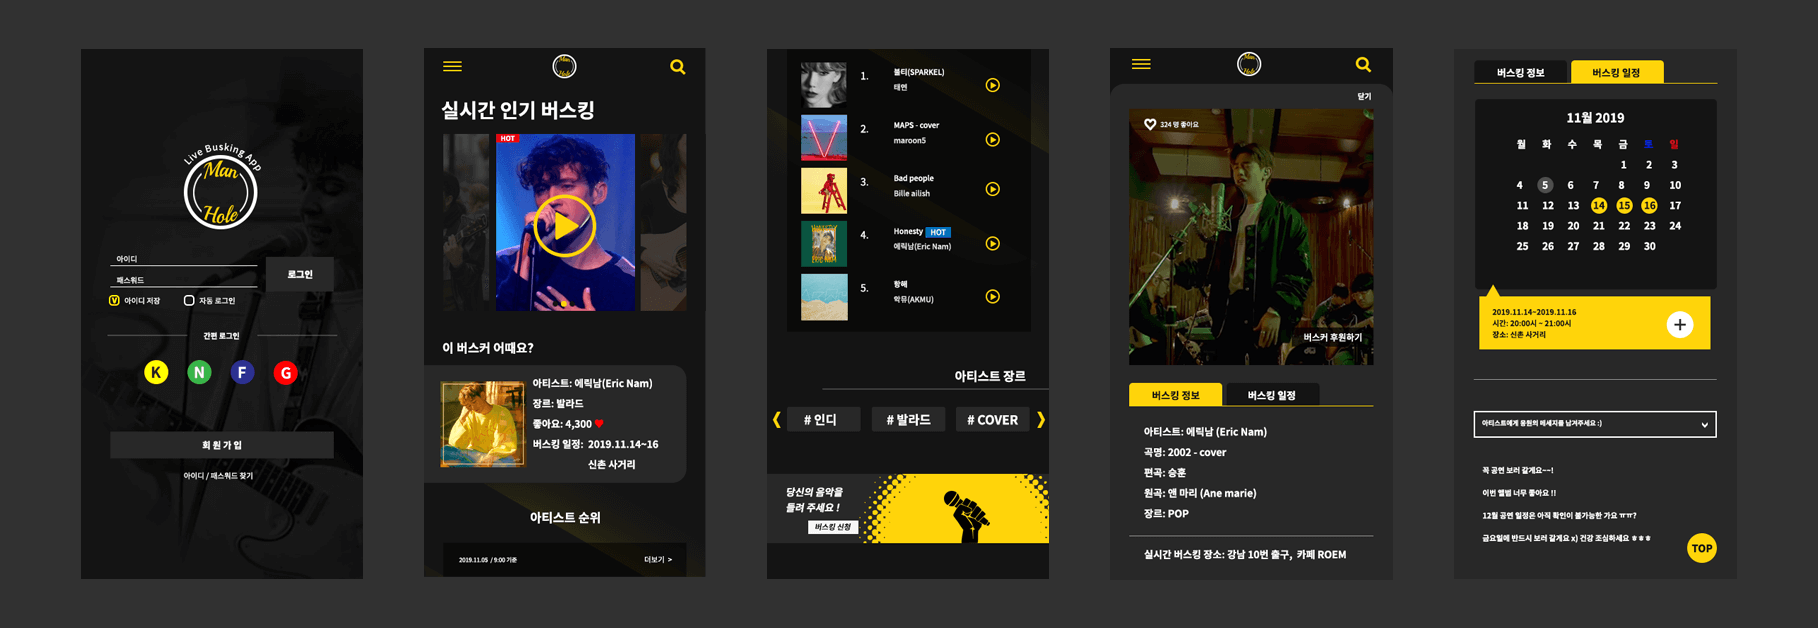 Live Busking App
Man
Hole
아이디
로그인
패스워드
V 아이디 저장
자동 로그인
간편 로그인
K N F G
회 원 가 입
아이디 / 패스워드 찾기
Man
Hole
실시간 인기 버스킹
HOT
이 버스커 어때요?
아티스트: 에릭남(Eric Nam)
장르: 발라드
좋아요: 4,300
버스킹 일정: 2019.11.14~16
신촌 사거리
아티스트 순위
2019.11.05 / 9:00 기준
더보기 >
1. 불티(SPARKEL)
태연
2. MAPS - cover
maroon5
3. Bad people
Bille ailish
4. Honesty HOT
에릭남(Eric Nam)
5. 항해
악뮤(AKMU)
아티스트 장르
# 인디 # 발라드 # COVER
당신의 음악을
들려 주세요 !
버스킹 신청
Man
Hole
닫기
324 명 좋아요
버스커 후원하기
버스킹 정보 버스킹 일정
아티스트: 에릭남 (Eric Nam)
곡명: 2002 - cover
편곡: 승훈
원곡: 앤 마리 (Ane marie)
장르: POP
실시간 버스킹 장소: 강남 10번 출구, 카페 ROEM
버스킹 정보 버스킹 일정
11월 2019
월 화 수 목 금 토 일
1 2 3
4 5 6 7 8 9 10
11 12 13 14 15 16 17
18 19 20 21 22 23 24
25 26 27 28 29 30
2019.11.14~2019.11.16
시간: 20:00시 ~ 21:00시
장소: 신촌 사거리
아티스트에게 응원의 메세지를 남겨주세요 :)
꼭 공연 보러 갈게요~~!
이번 앨범 너무 좋아요 !!
12월 공연 일정은 아직 확인이 불가능한 가요 ㅠㅠ?
금요일에 반드시 보러 갈게요 x) 건강 조심하세요 ㅎㅎㅎ
TOP